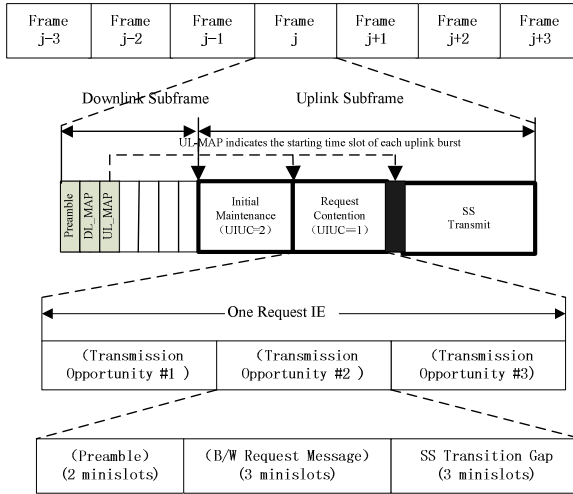 Frame Frame Frame Frame Frame Frame Frame
j-3 j-2 j-1 j j+1 j+2 j+3
Downlink Subframe Uplink Subframe
UL-MAP indicates the starting time slot of each uplink burst
Preamble
DL_MAP
UL_MAP
Initial
Maintenance
(UIUC=2)
Request
Contention
(UIUC=1)
SS
Transmit
One Request IE
(Transmission
Opportunity #1 )
(Transmission
Opportunity #2 )
(Transmission
Opportunity #3)
(Preamble)
(2 minislots)
(B/W Request Message)
(3 minislots)
SS Transition Gap
(3 minislots)